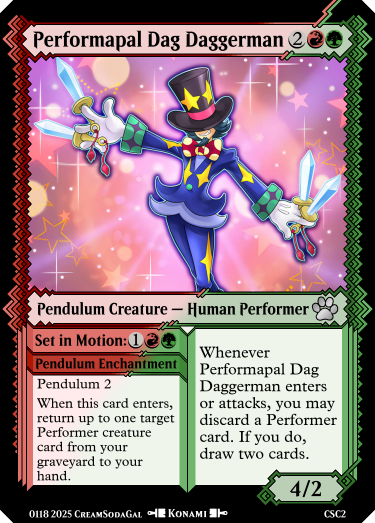 Performapal Dag Daggerman 2
Pendulum Creature — Human Performer
Set in Motion: 1
Pendulum Enchantment
Pendulum 2
When this card enters,
return up to one target
Performer creature
card from your
graveyard to your
hand.
Whenever
Performapal Dag
Daggerman enters
or attacks, you may
discard a Performer
card. If you do,
draw two cards.
4/2
0118 2025 CreamSodaGal Konami CSC2